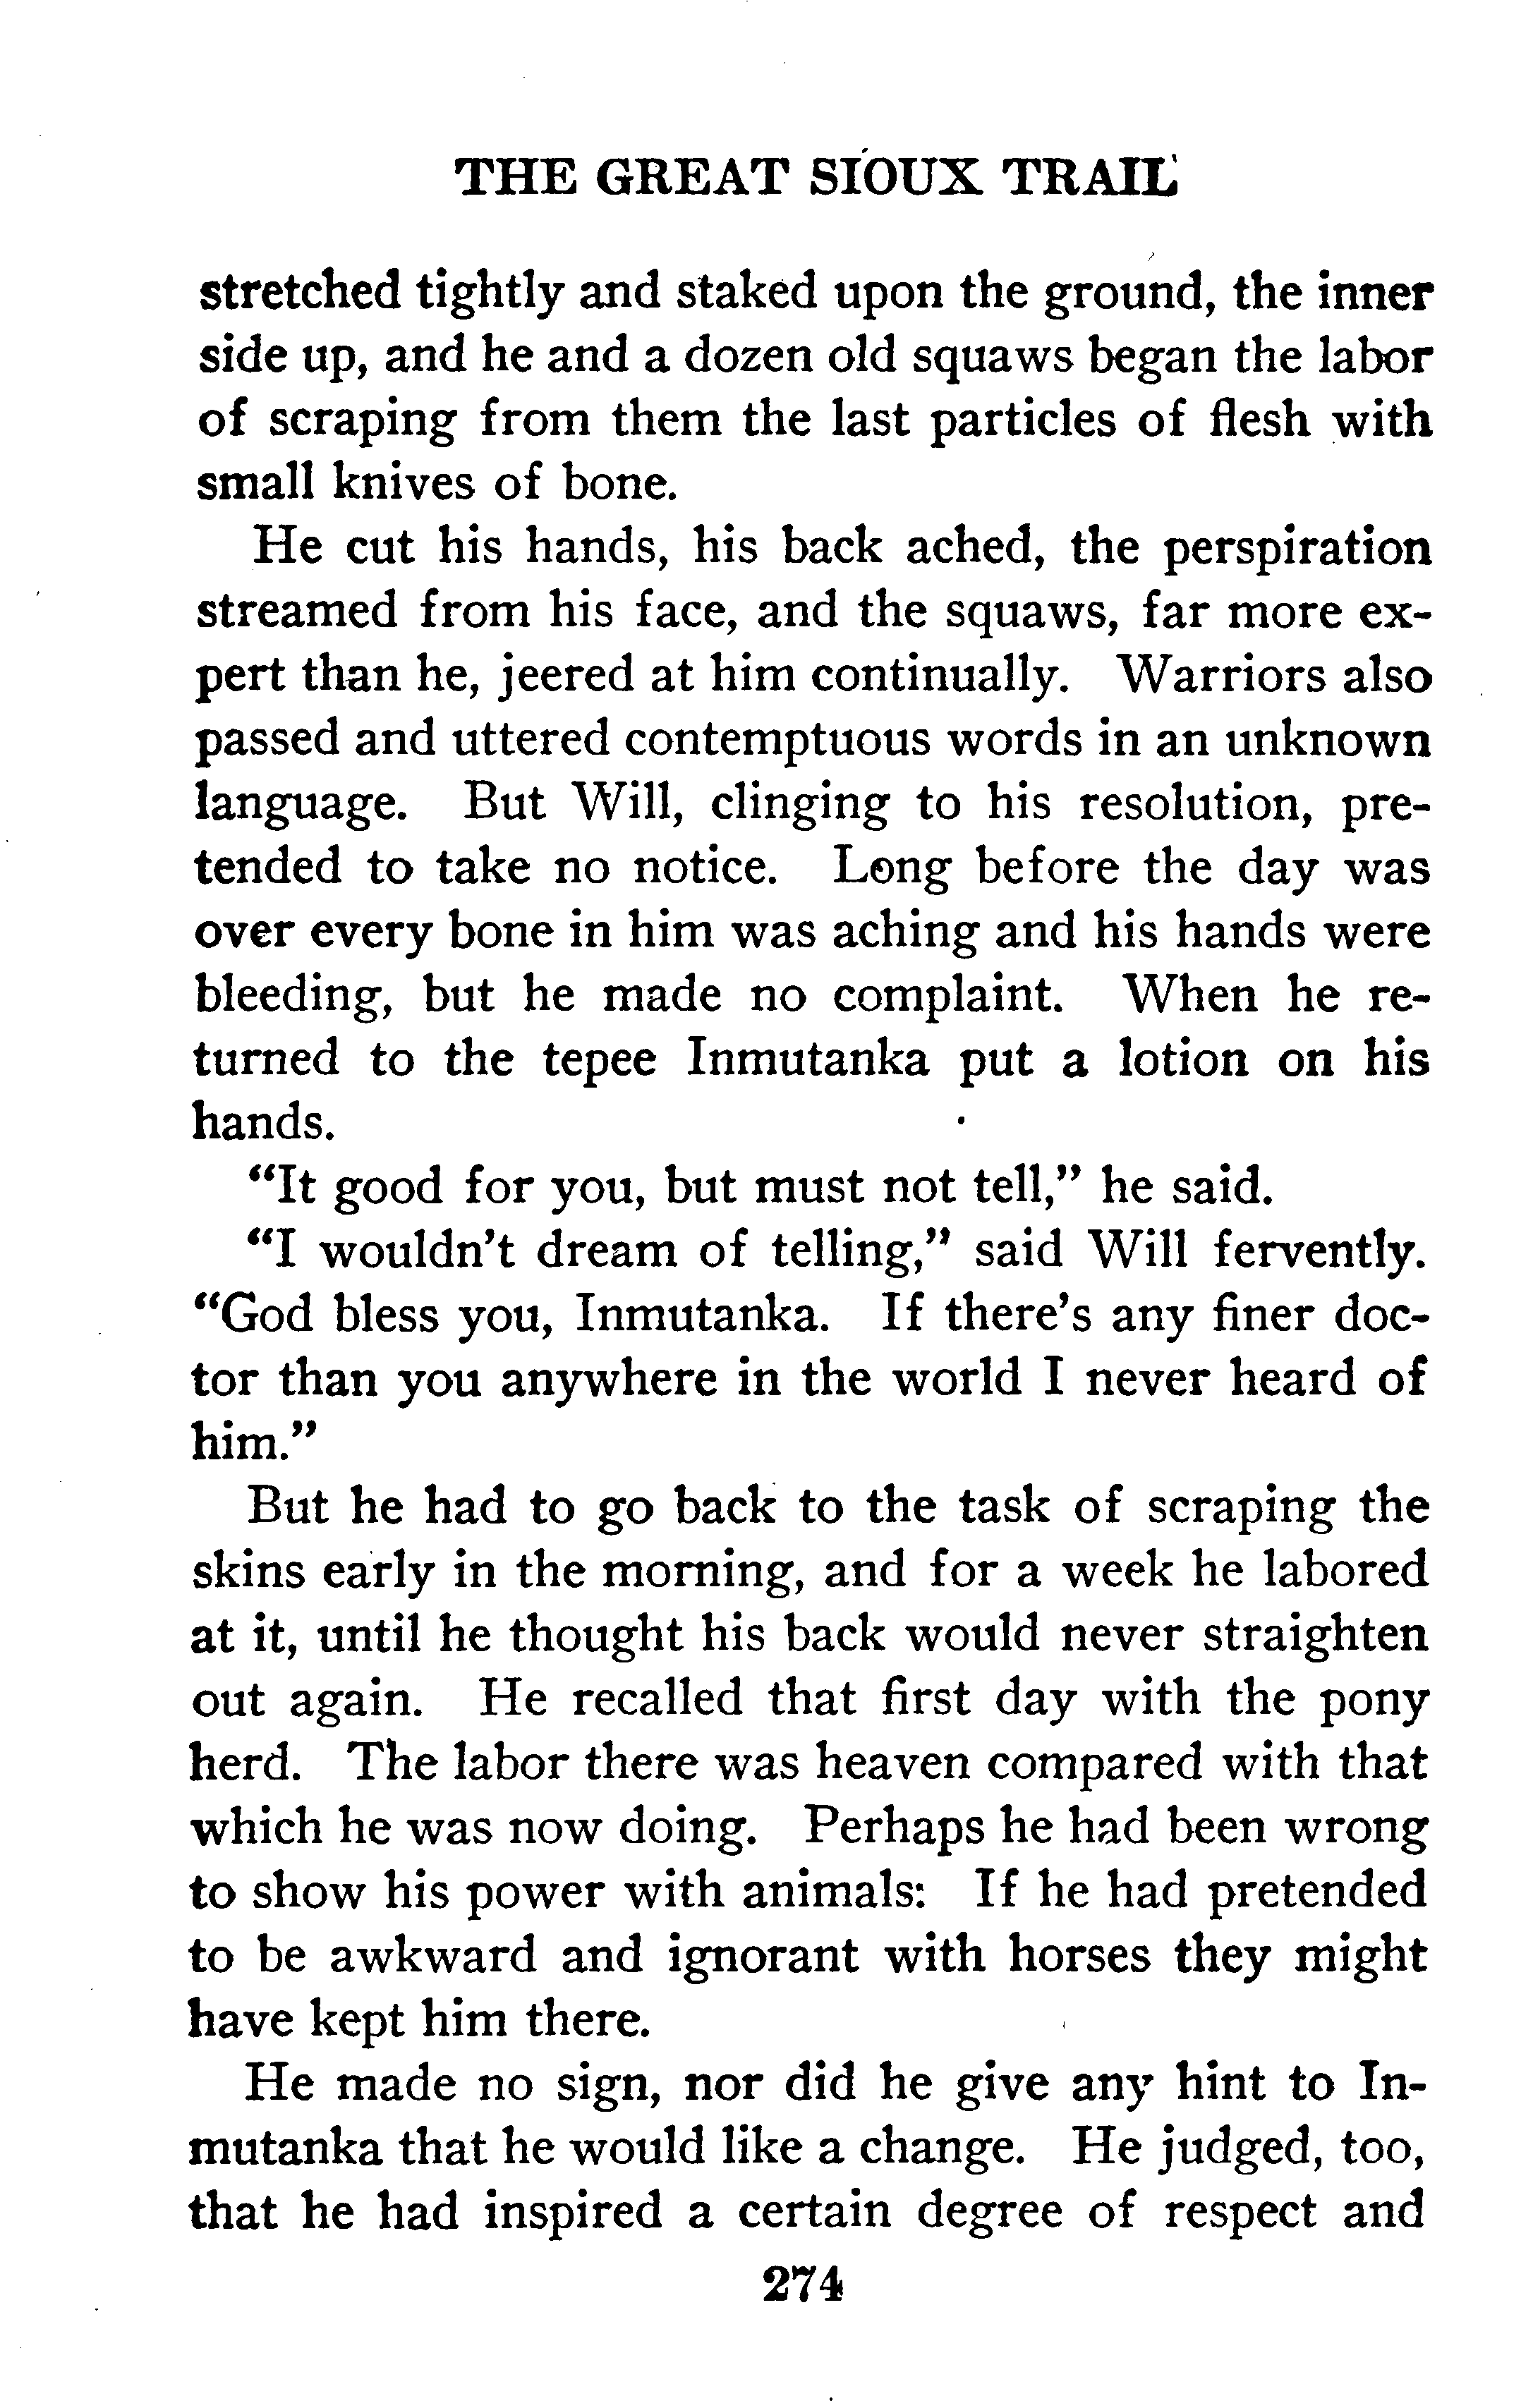 THE GREAT SIOUX TRAIL
stretched tightly and staked upon the ground, the inner
side up, and he and a dozen old squaws began the labor
of scraping from them the last particles of flesh with
small knives of bone.
He cut his hands, his back ached, the perspiration
streamed from his face, and the squaws, far more ex-
pert than he, jeered at him continually. Warriors also
passed and uttered contemptuous words in an unknown
language. But Will, clinging to his resolution, pre-
tended to take no notice. Long before the day was
over every bone in him was aching and his hands were
bleeding, but he made no complaint. When he re-
turned to the tepee Inmutanka put a lotion on his
hands.
"It good for you, but must not tell," he said.
"I wouldn't dream of telling," said Will fervently.
"God bless you, Inmutanka. If there's any finer doc-
tor than you anywhere in the world I never heard of
him."
But he had to go back to the task of scraping the
skins early in the morning, and for a week he labored
at it, until he thought his back would never straighten
out again. He recalled that first day with the pony
herd. The labor there was heaven compared with that
which he was now doing. Perhaps he had been wrong
to show his power with animals: If he had pretended
to be awkward and ignorant with horses they might
have kept him there.
He made no sign, nor did he give any hint to In-
mutanka that he would like a change. He judged, too,
that he had inspired a certain degree of respect and
274